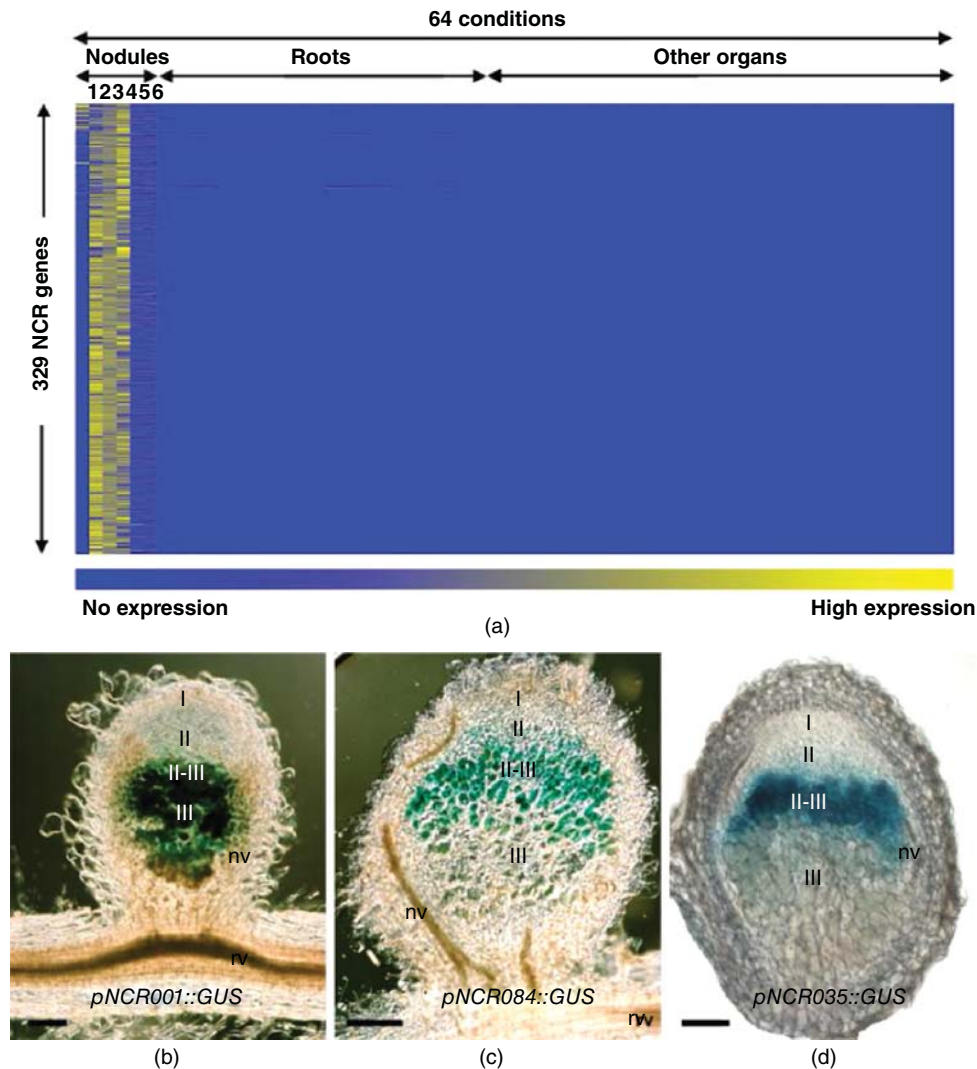 64 conditions
Nodules Roots Other organs
123456
329 NCR genes
No expression High expression
(a)
I
II
II-III
III
nv
rv
pNCR001::GUS
(b)
I
II
II-III
III
nv
rv
pNCR084::GUS
(c)
I
II
II-III
nv
III
pNCR035::GUS
(d)